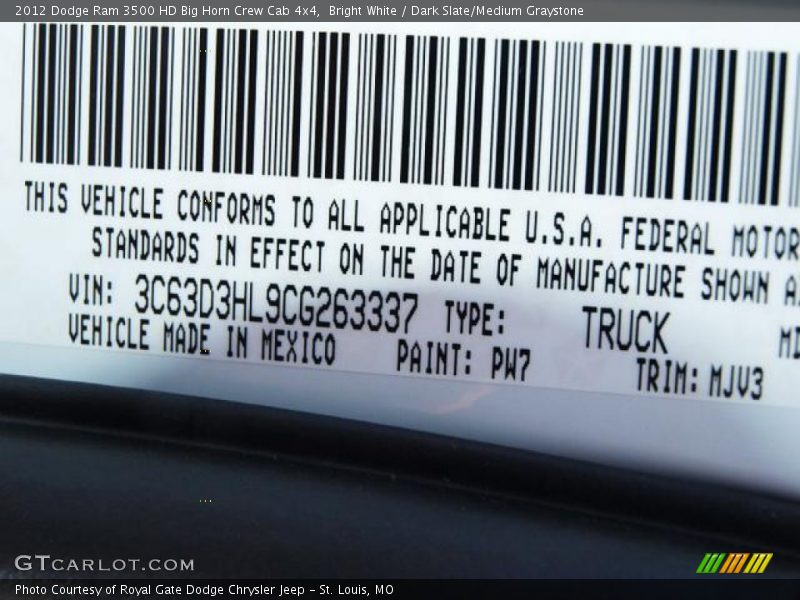 2012 Dodge Ram 3500 HD Big Horn Crew Cab 4x4, Bright White / Dark Slate/Medium Graystone
THIS VEHICLE CONFORMS TO ALL APPLICABLE U.S.A. FEDERAL MOTOR
STANDARDS IN EFFECT ON THE DATE OF MANUFACTURE SHOWN
VIN: 3C63D3HL9CG263337 TYPE: TRUCK
VEHICLE MADE IN MEXICO PAINT: PW7 TRIM: MJV3
GTCARLOT.COM
Photo Courtesy of Royal Gate Dodge Chrysler Jeep – St. Louis, MO